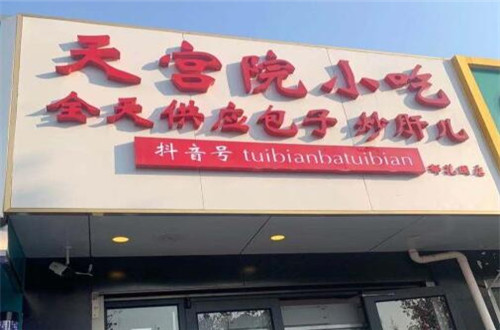 天宫院小吃
全天供应包子炒肝儿
抖音号 tuibianbatuibian